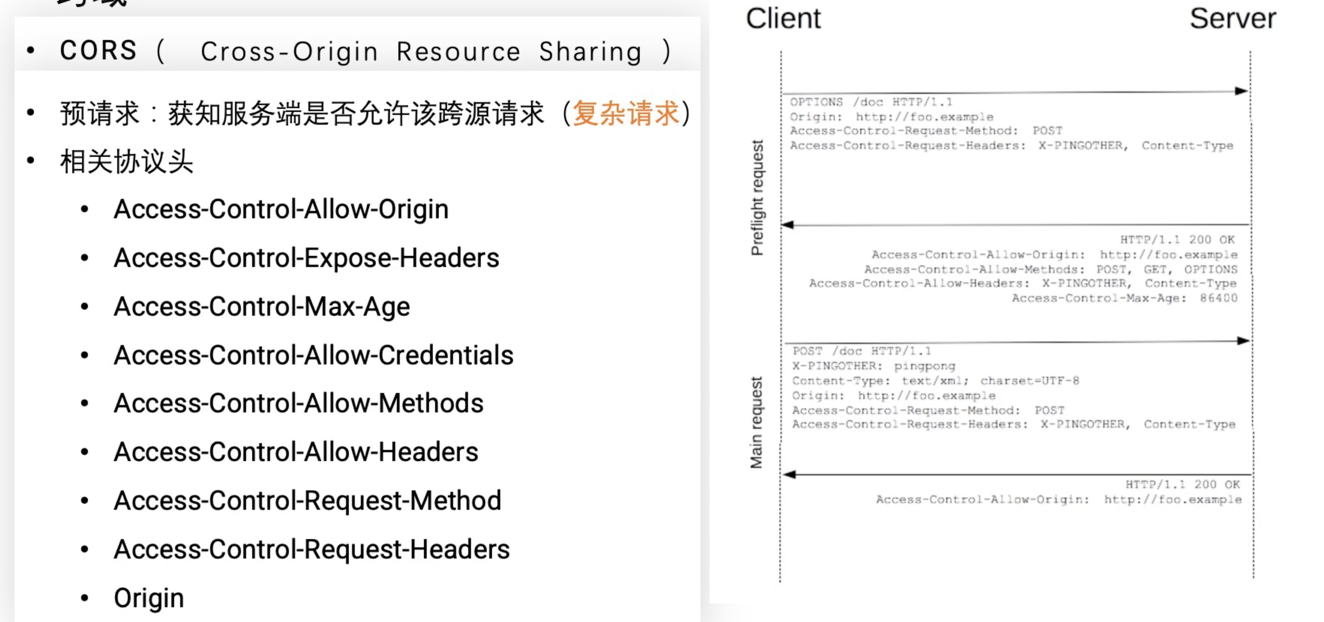 跨域
• CORS ( Cross-Origin Resource Sharing )
• 预请求：获知服务端是否允许该跨源请求（复杂请求）
• 相关协议头
• Access-Control-Allow-Origin
• Access-Control-Expose-Headers
• Access-Control-Max-Age
• Access-Control-Allow-Credentials
• Access-Control-Allow-Methods
• Access-Control-Allow-Headers
• Access-Control-Request-Method
• Access-Control-Request-Headers
• Origin
Client
Server
Preflight request
OPTIONS /doc HTTP/1.1
Origin: http://foo.example
Access-Control-Request-Method: POST
Access-Control-Request-Headers: X-PINGOTHER, Content-Type
HTTP/1.1 200 OK
Access-Control-Allow-Origin: http://foo.example
Access-Control-Allow-Methods: POST, GET, OPTIONS
Access-Control-Allow-Headers: X-PINGOTHER, Content-Type
Access-Control-Max-Age: 86400
Main request
POST /doc HTTP/1.1
X-PINGOTHER: pingpong
Content-Type: text/xml; charset=UTF-8
Origin: http://foo.example
Access-Control-Request-Method: POST
Access-Control-Request-Headers: X-PINGOTHER, Content-Type
HTTP/1.1 200 OK
Access-Control-Allow-Origin: http://foo.example